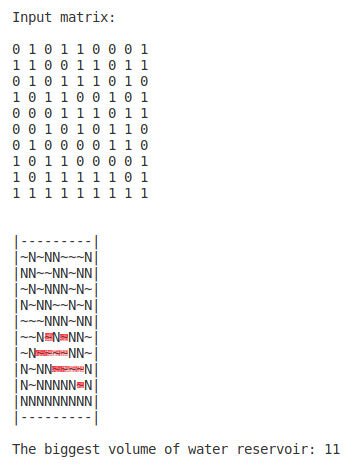 Input matrix:
0 1 0 1 1 0 0 0 1
1 1 0 0 1 1 0 1 1
0 1 0 1 1 1 0 1 0
1 0 1 1 0 0 1 0 1
0 0 0 1 1 1 0 1 1
0 0 1 0 1 0 1 1 0
0 1 0 0 0 0 1 1 0
1 0 1 1 0 0 0 0 1
1 0 1 1 1 1 1 0 1
1 1 1 1 1 1 1 1 1
|---------|
|~N~NN~~~N|
|NN~~NN~NN|
|~N~NNN~N~|
|N~NN~~N~N|
|~~~NNN~NN|
|~~N~N~NN~|
|~N~~~~NN~|
|N~NN~~~~N|
|N~NNNNN~N|
|NNNNNNNNN|
|---------|
The biggest volume of water reservoir: 11